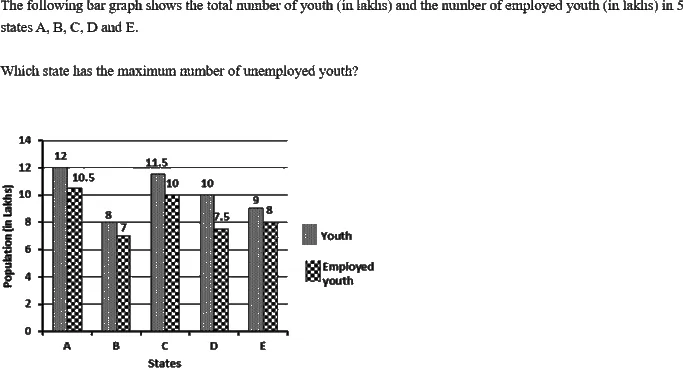 The following bar graph shows the total number of youth (in lakhs) and the number of employed youth (in lakhs) in 5
states A, B, C, D and E.
Which state has the maximum number of unemployed youth?
14
12
10
8
6
4
2
0
Population (in Lakhs)
12
10.5
8
7
11.5
10
10
7.5
9
8
A B C D E
States
Youth
Employed
youth